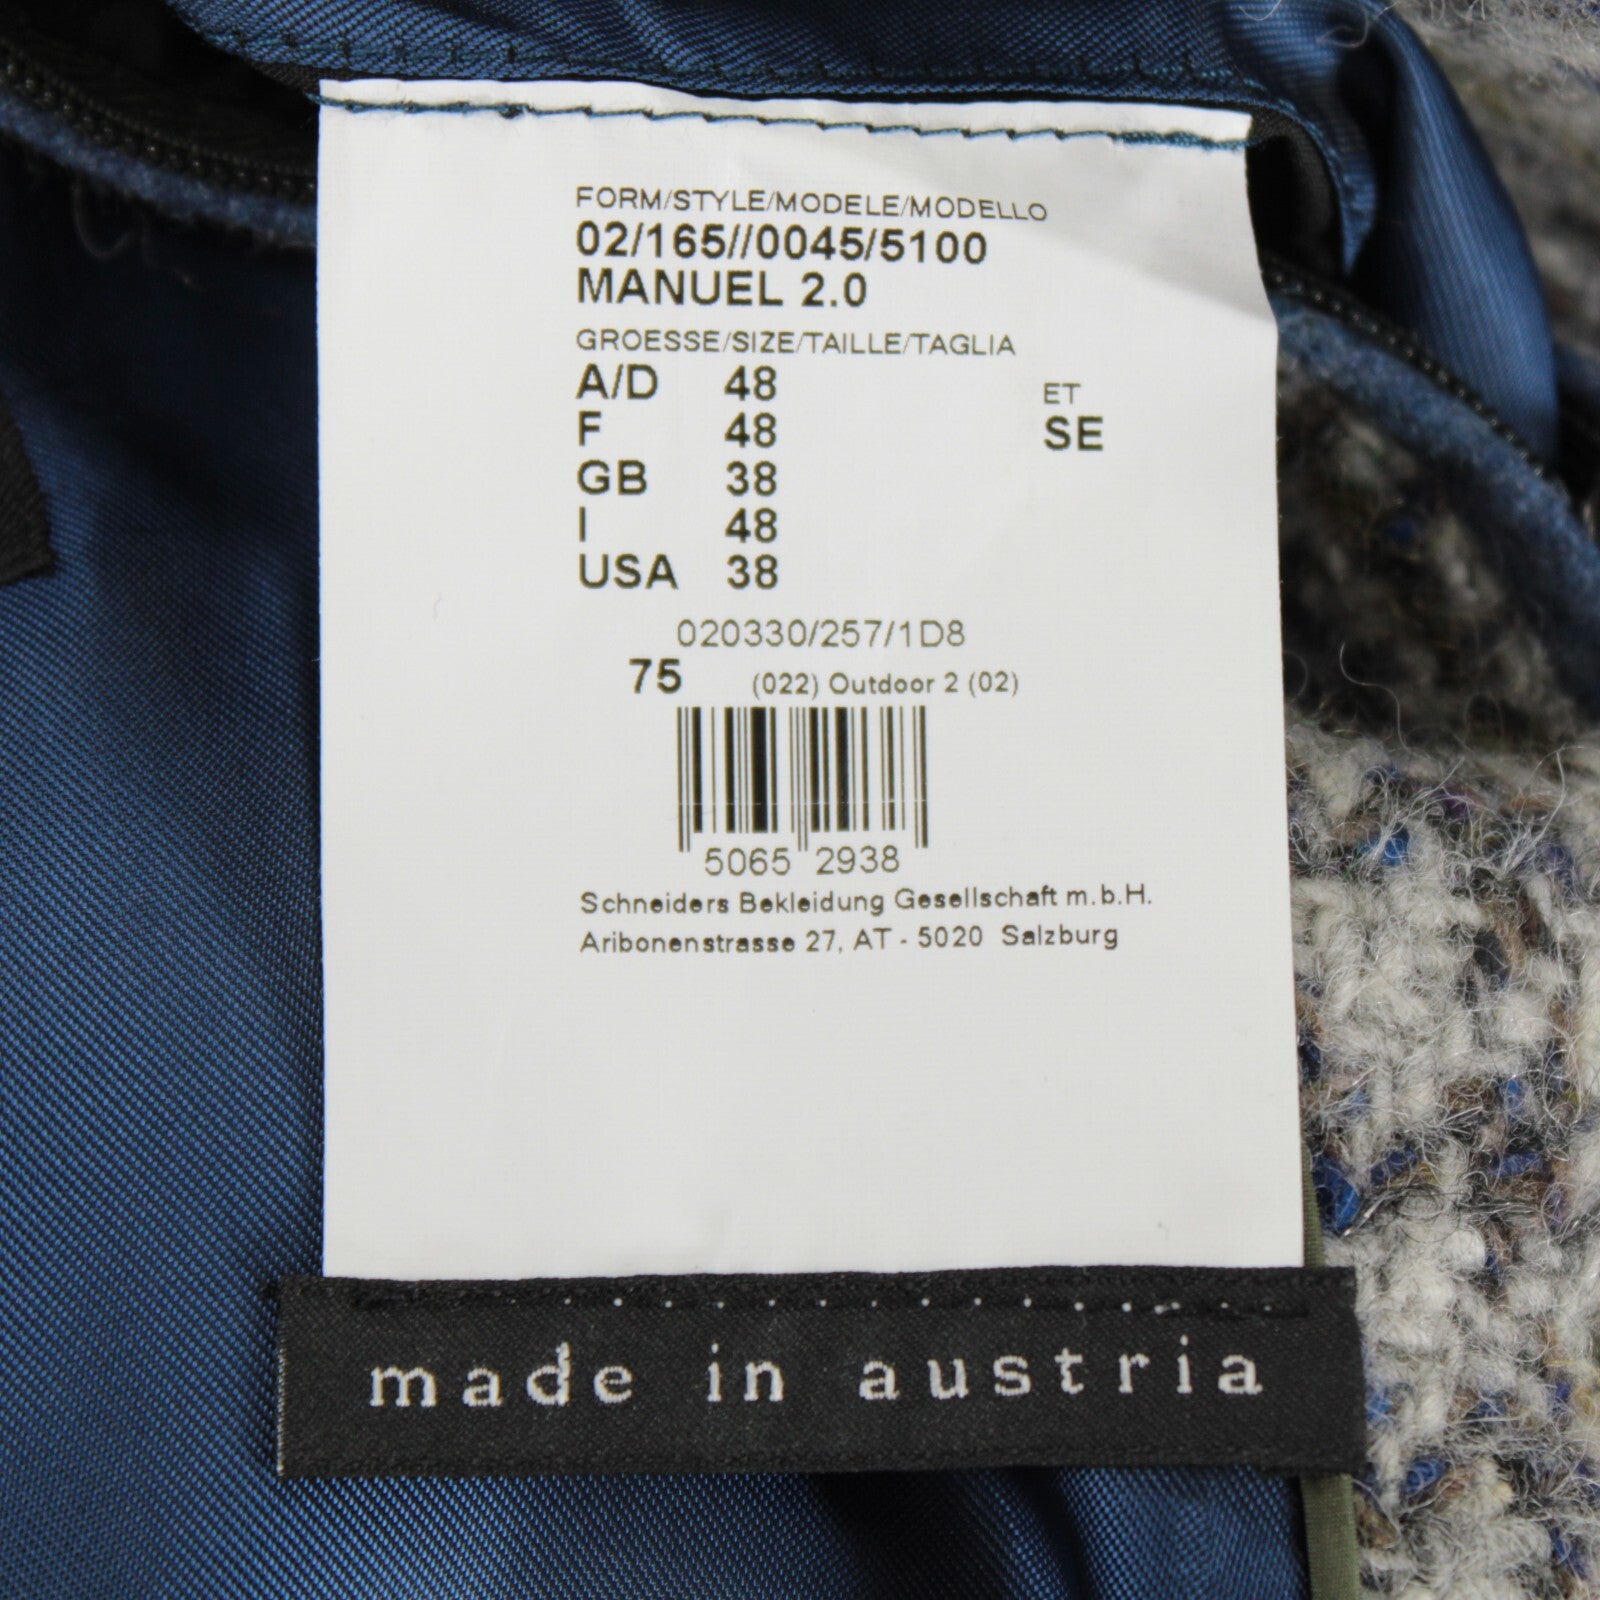 FORM/STYLE/MODELE/MODELLO
02/165//0045/5100
MANUEL 2.0
GROESSE/SIZE/TAILLE/TAGLIA
A/D 48
F 48
GB 38
I 48
USA 38
ET
SE
020330/257/1D8
75 (022) Outdoor 2 (02)
5065 2938
Schneiders Bekleidung Gesellschaft m.b.H.
Aribonenstrasse 27, AT - 5020 Salzburg
made in austria